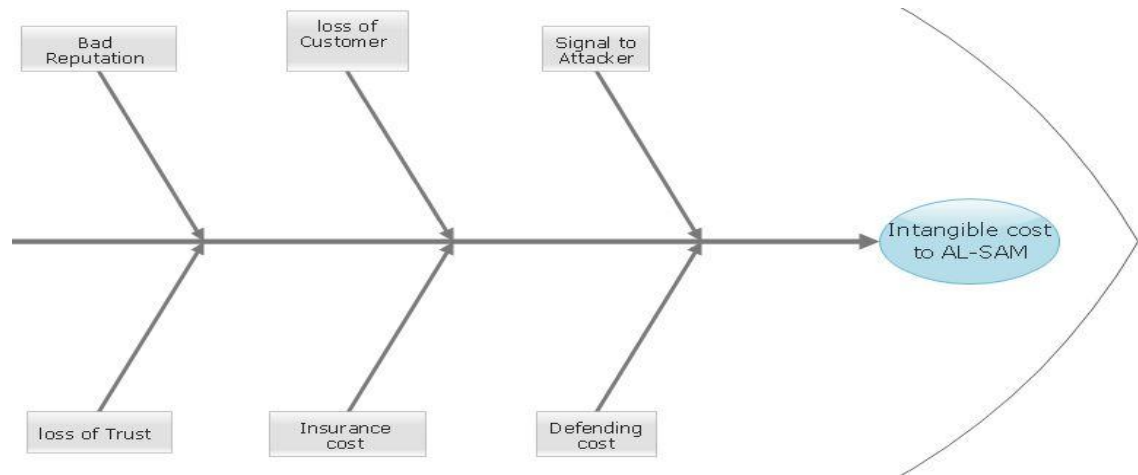 Bad
Reputation
loss of
Customer
Signal to
Attacker
Intangible cost
to AL-SAM
loss of Trust
Insurance
cost
Defending
cost